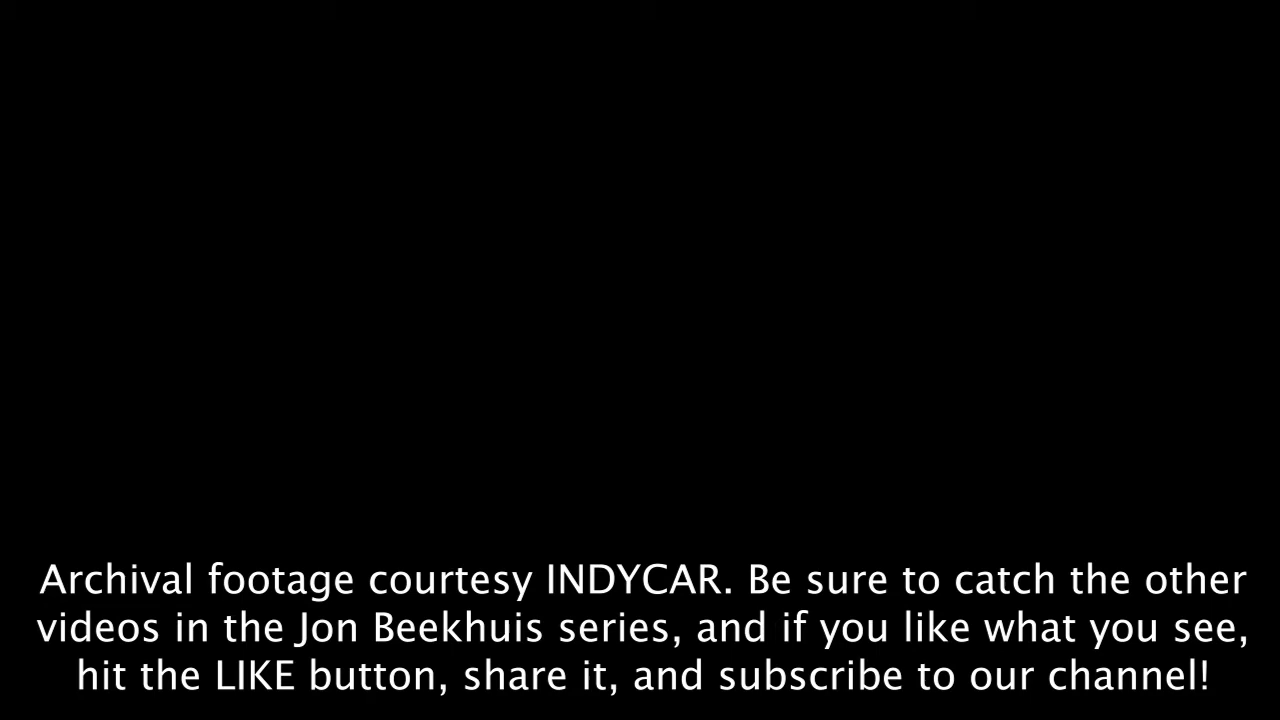 Archival footage courtesy INDYCAR. Be sure to catch the other
videos in the Jon Beekhuis series, and if you like what you see,
hit the LIKE button, share it, and subscribe to our channel!